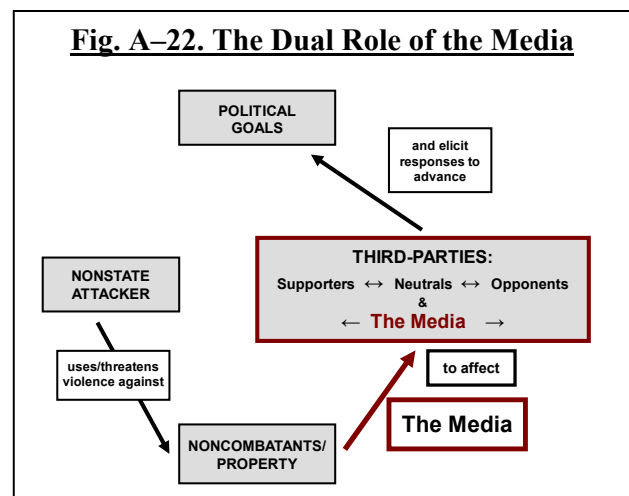 Fig. A–22. The Dual Role of the Media
POLITICAL
GOALS
and elicit
responses to
advance
THIRD-PARTIES:
Supporters ↔ Neutrals ↔ Opponents
&
← The Media →
NONSTATE
ATTACKER
uses/threatens
violence against
to affect
The Media
NONCOMBATANTS/
PROPERTY